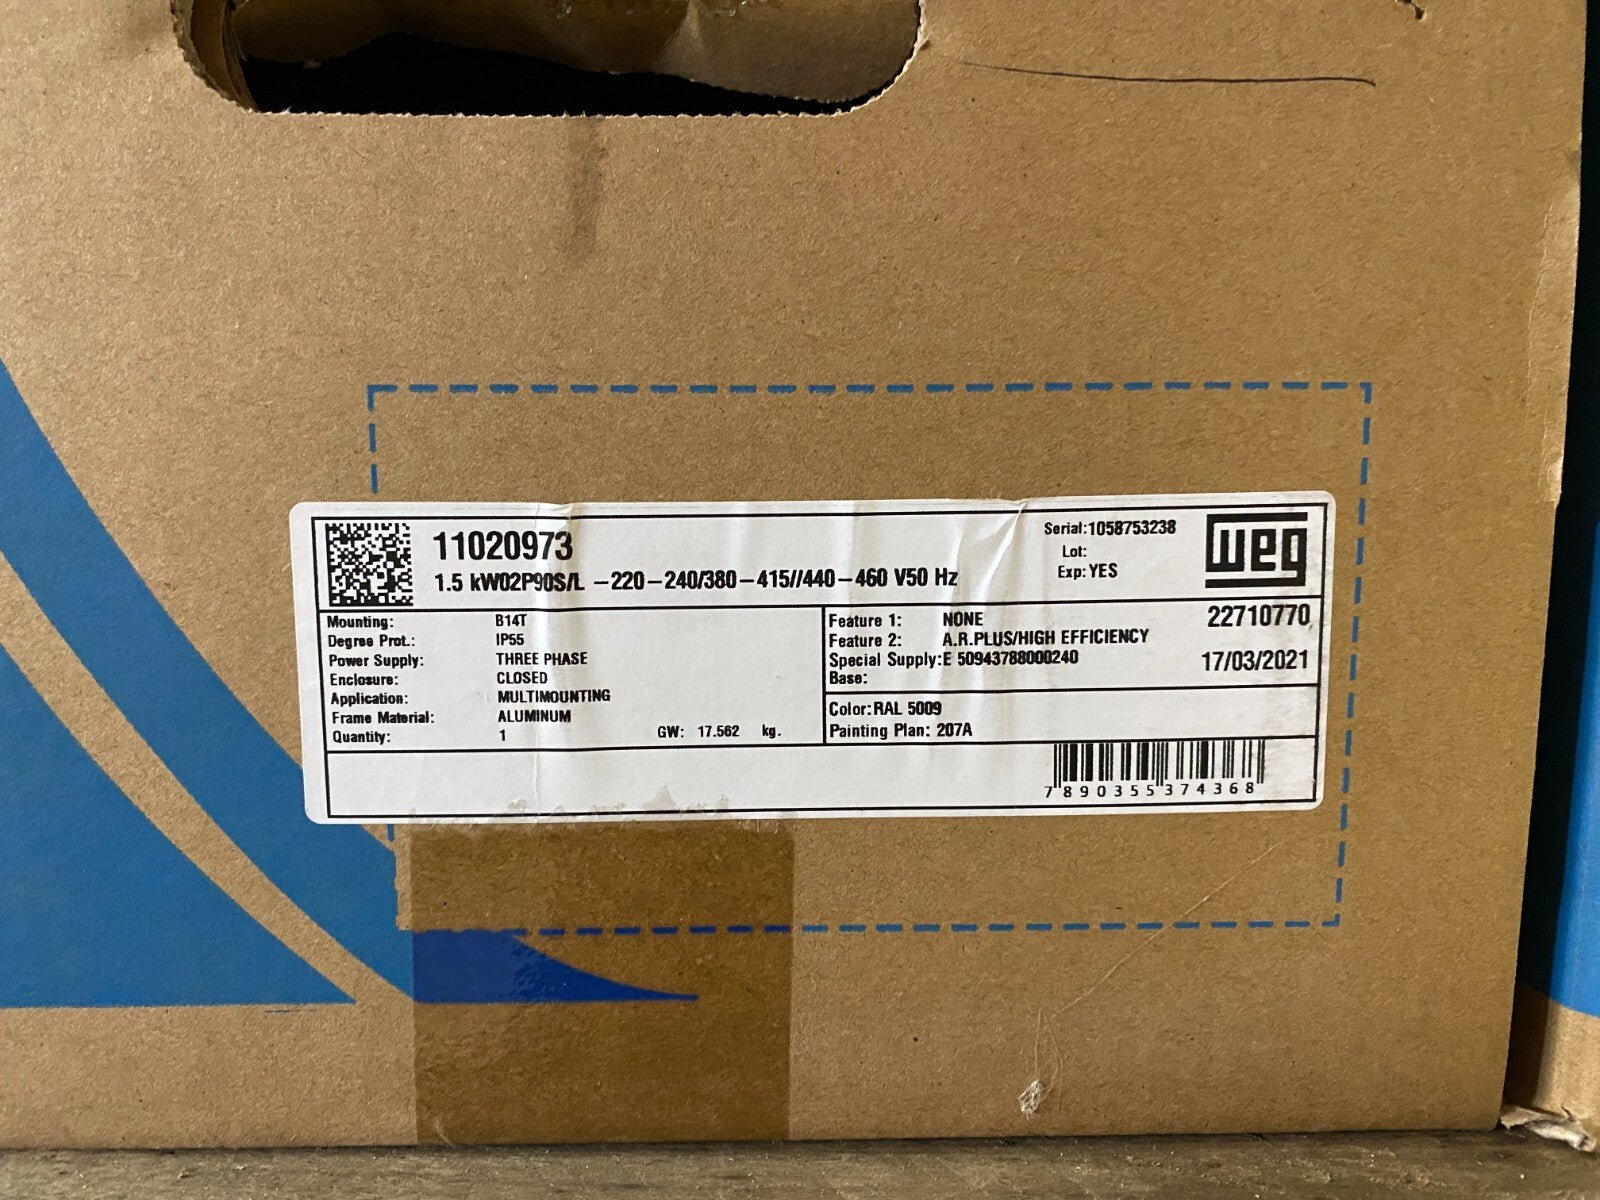 11020973
1.5 kW02P90S/L -220-240/380-415//440-460 V50 Hz
Serial:1058753238
Lot:
Exp:YES
weg
Mounting: B14T
Degree Prot.: IP55
Power Supply: THREE PHASE
Enclosure: CLOSED
Application: MULTIMOUNTING
Frame Material: ALUMINUM
Quantity: 1 GW: 17.562 kg.
Feature 1: NONE
Feature 2: A.R.PLUS/HIGH EFFICIENCY
Special Supply:E 50943788000240
Base:
22710770
17/03/2021
Color:RAL 5009
Painting Plan: 207A
7890355374368